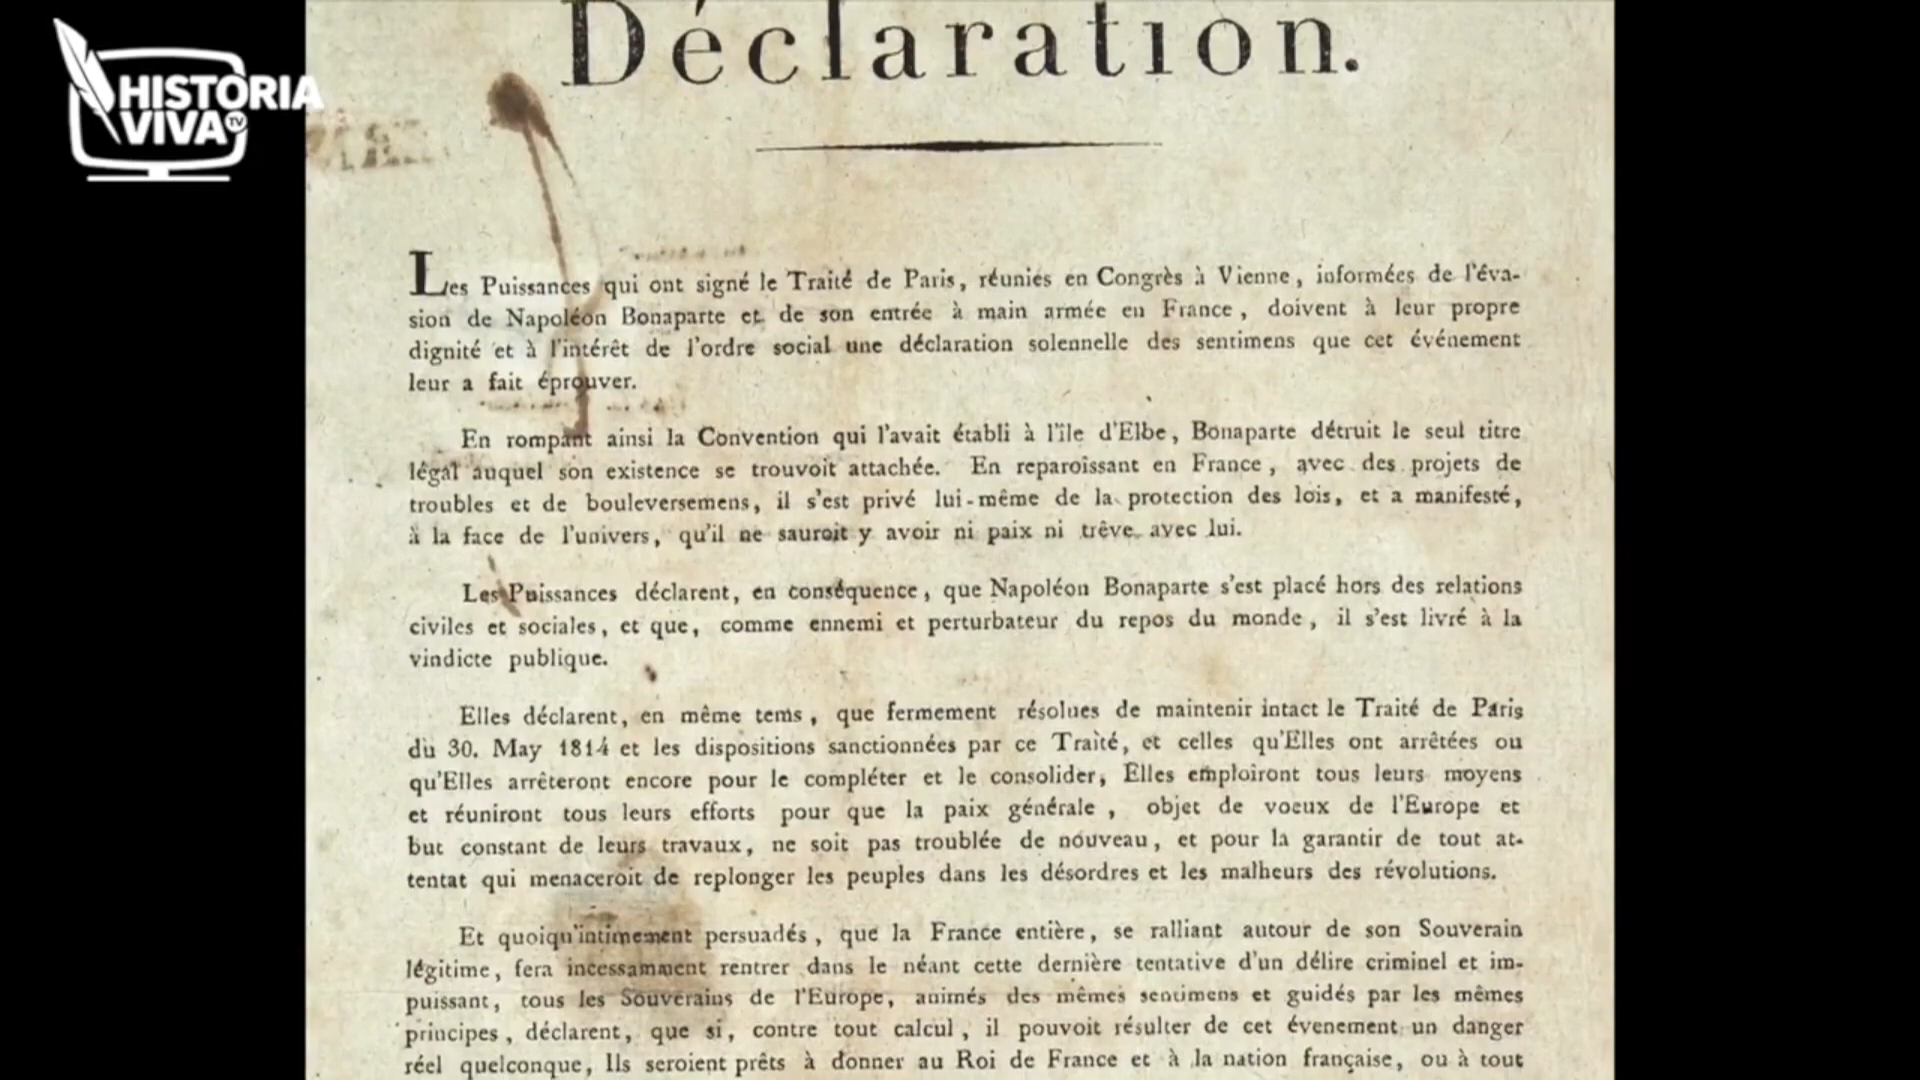 HISTORIA
VIVA TV
Déclaration.
Les Puissances qui ont signé le Traité de Paris, réunies en Congrès à Vienne, informées de l'éva-
sion de Napoléon Bonaparte et de son entrée à main armée en France, doivent à leur propre
dignité et à l'intérêt de l'ordre social une déclaration solennelle des sentimens que cet événement
leur a fait éprouver.
En rompant ainsi la Convention qui l'avait établi à l'île d'Elbe, Bonaparte détruit le seul titre
légal auquel son existence se trouvoit attachée. En reparoissant en France, avec des projets de
troubles et de bouleversemens, il s'est privé lui-même de la protection des lois, et a manifesté,
à la face de l'univers, qu'il ne sauroit y avoir ni paix ni trêve avec lui.
Les Puissances déclarent, en conséquence, que Napoléon Bonaparte s'est placé hors des relations
civiles et sociales, et que, comme ennemi et perturbateur du repos du monde, il s'est livré à la
vindicte publique.
Elles déclarent, en même tems, que fermement résolues de maintenir intact le Traité de Paris
du 30. May 1814 et les dispositions sanctionnées par ce Traité, et celles qu'Elles ont arrêtées ou
qu'Elles arrêteront encore pour le compléter et le consolider, Elles emploiront tous leurs moyens
et réuniront tous leurs efforts pour que la paix générale, objet de voeux de l'Europe et
but constant de leurs travaux, ne soit pas troublée de nouveau, et pour la garantir de tout at-
tentat qui menaceroit de replonger les peuples dans les désordres et les malheurs des révolutions.
Et quoiqu'intimement persuadés, que la France entière, se ralliant autour de son Souverain
légitime, fera incessamment rentrer dans le néant cette dernière tentative d'un délire criminel et im-
puissant, tous les Souverains de l'Europe, animés des mêmes sentimens et guidés par les mêmes
principes, déclarent, que si, contre tout calcul, il pouvoit résulter de cet évenement un danger
réel quelconque, Ils seroient prêts à donner au Roi de France et à la nation française, ou à tout